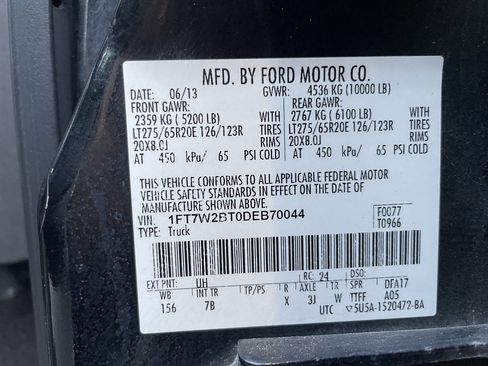 MFD. BY FORD MOTOR CO.
DATE: 06/13 GVWR: 4536 KG (10000 LB)
FRONT GAWR: REAR GAWR:
2359 KG ( 5200 LB) WITH 2767 KG ( 6100 LB) WITH
LT275/65R20E 126/123R TIRES LT275/65R20E 126/123R TIRES
20X8.0J RIMS 20X8.0J RIMS
AT 450 kPa/ 65 PSI COLD AT 450 kPa/ 65 PSI COLD
THIS VEHICLE CONFORMS TO ALL APPLICABLE FEDERAL MOTOR
VEHICLE SAFETY STANDARDS IN EFFECT ON THE DATE OF
MANUFACTURE SHOWN ABOVE.
VIN: 1FT7W2BT0DEB70044 F0077
TYPE: Truck T0966
EXT PNT: UH RC: 24 DSO:
WB INT TR TP/PS R AXLE TR SPR DFA17
156 7B X 3J W TTFF A05
UTC ▽5U5A-1520472-BA